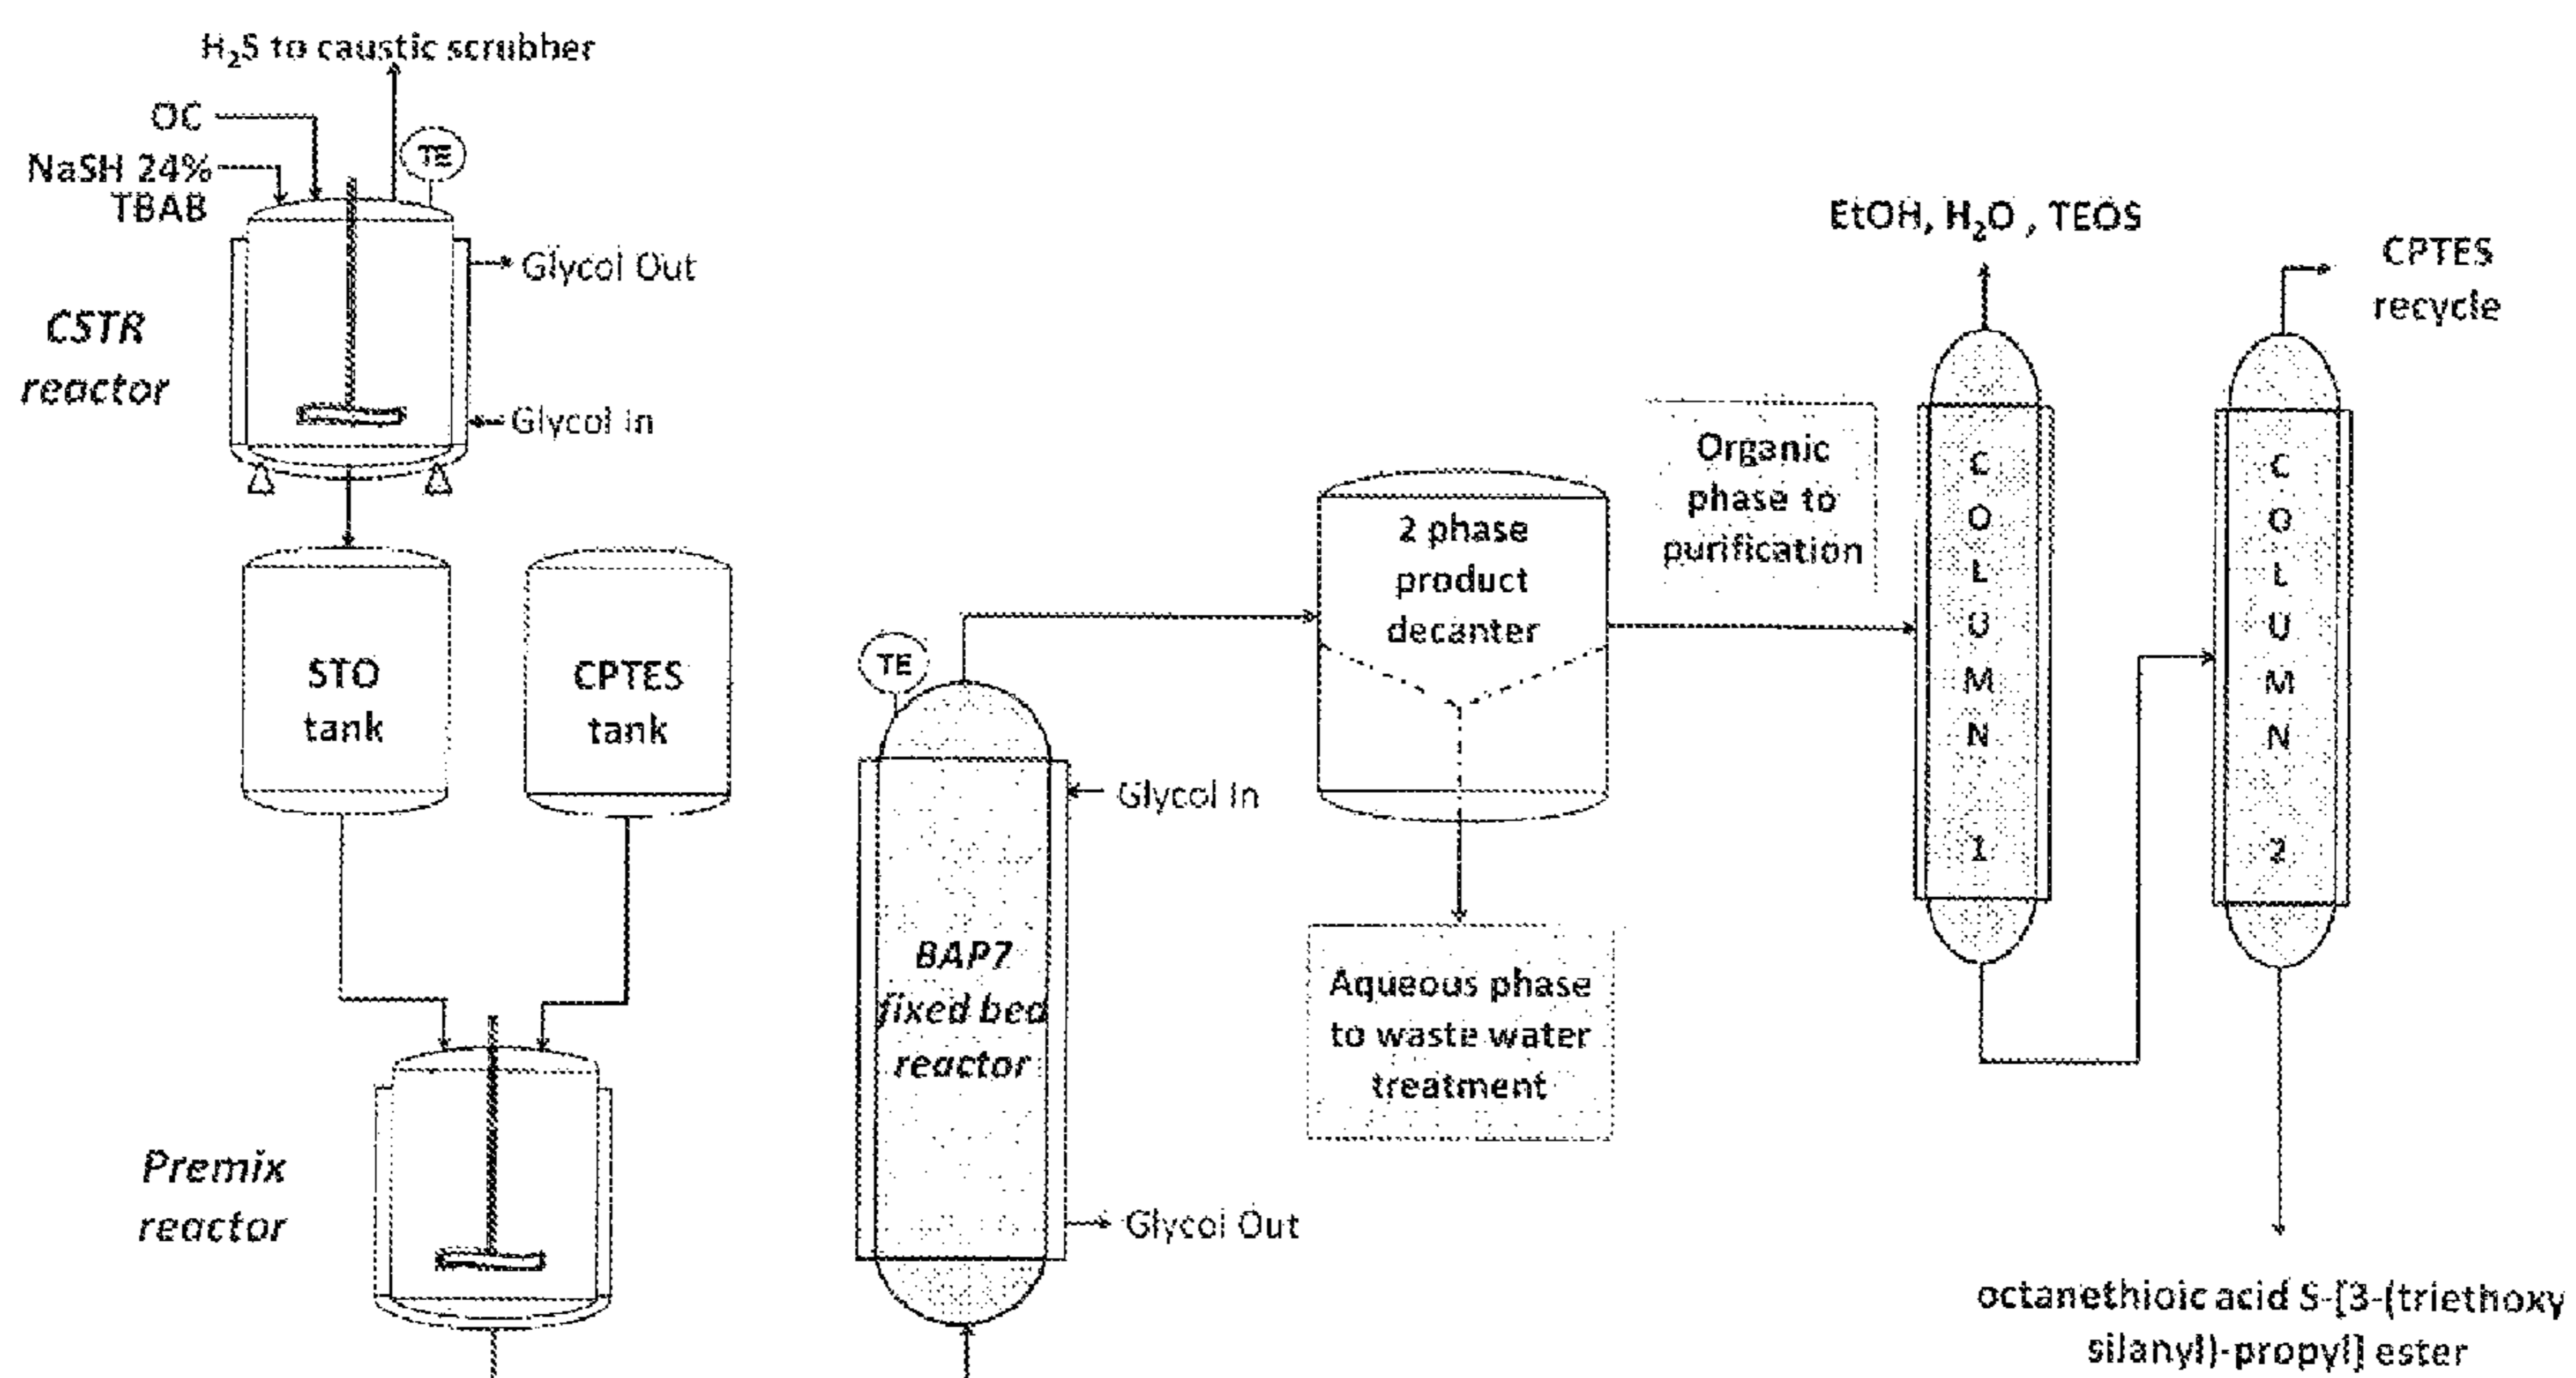 H₂S to caustic scrubber
OC
NaSH 24%
TBAB
TE
Glycol Out
CSTR
reactor
Glycol In
STO
tank
CPTES
tank
Premix
reactor
TE
Glycol In
BAP7
fixed bed
reactor
Glycol Out
2 phase
product
decanter
Organic
phase to
purification
Aqueous phase
to waste water
treatment
EtOH, H₂O , TEOS
C
O
L
U
M
N
1
CPTES
recycle
C
O
L
U
M
N
2
octanethioic acid S-[3-(triethoxy
silanyl)-propyl] ester